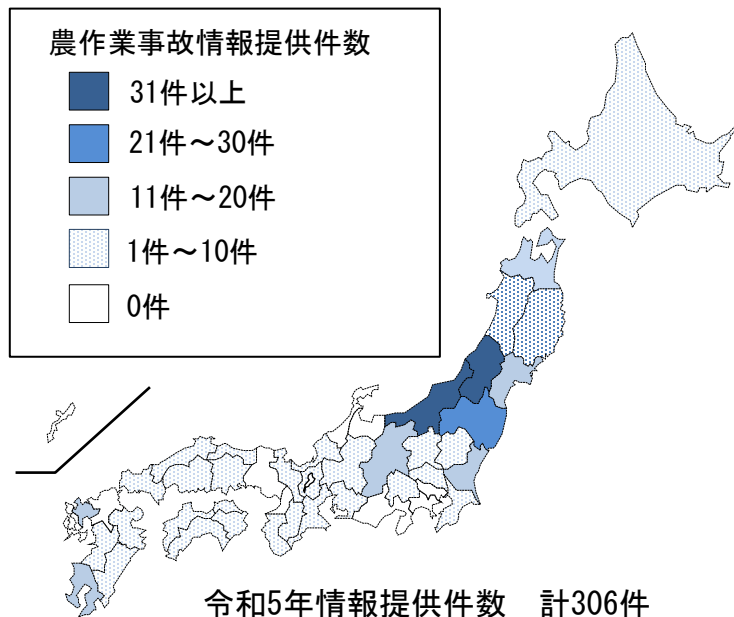 農作業事故情報提供件数
31件以上
21件～30件
11件～20件
1件～10件
0件
令和5年情報提供件数　計306件